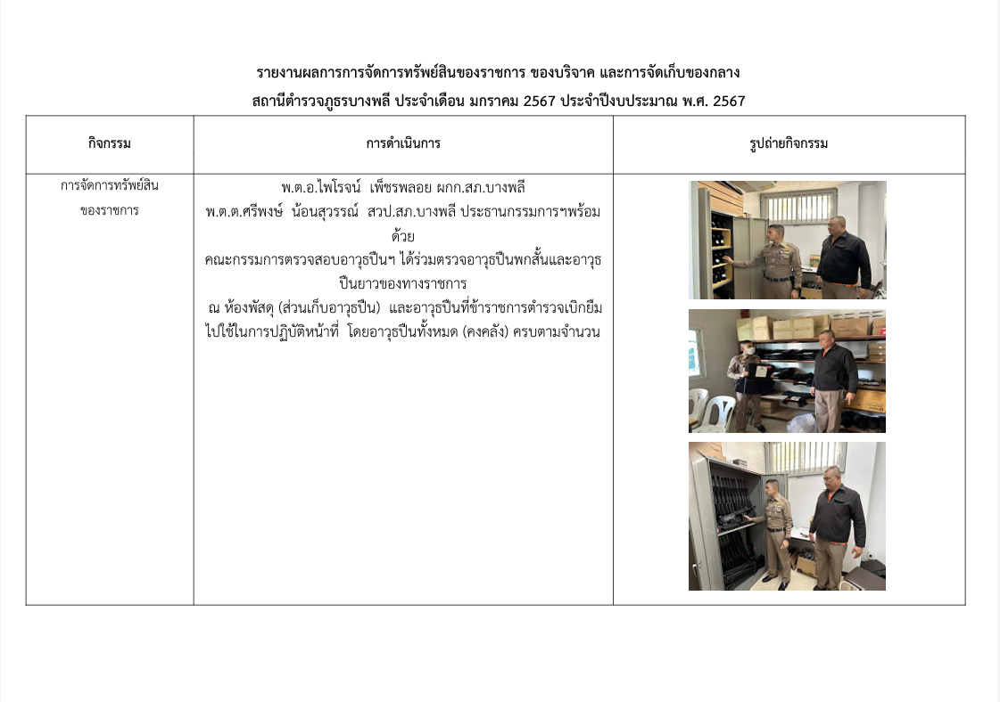 รายงานผลการการจัดการทรัพย์สินของราชการ ของบริจาค และการจัดเก็บของกลาง
สถานีตำรวจภูธรบางพลี ประจำเดือน มกราคม 2567 ประจำปีงบประมาณ พ.ศ. 2567
กิจกรรม
การดำเนินการ
รูปถ่ายกิจกรรม
การจัดการทรัพย์สิน
ของราชการ
พ.ต.อ.ไพโรจน์ เพ็ชรพลอย ผกก.สภ.บางพลี
พ.ต.ต.ศรีพงษ์ น้อนสุวรรณ์ สวป.สภ.บางพลี ประธานกรรมการฯพร้อม
ด้วย
คณะกรรมการตรวจสอบอาวุธปืนฯ ได้ร่วมตรวจอาวุธปืนพกสั้นและอาวุธ
ปืนยาวของทางราชการ
ณ ห้องพัสดุ (ส่วนเก็บอาวุธปืน) และอาวุธปืนที่ข้าราชการตำรวจเบิกยืม
ไปใช้ในการปฏิบัติหน้าที่ โดยอาวุธปืนทั้งหมด (คงคลัง) ครบตามจำนวน